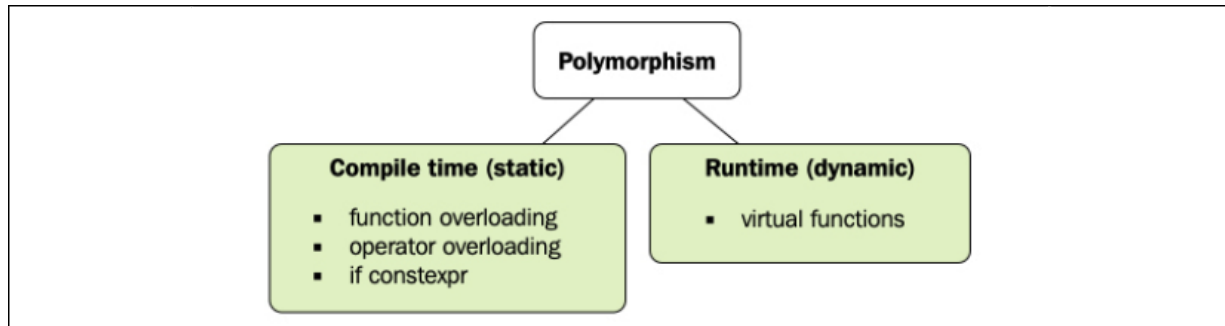 Polymorphism
Compile time (static)
▪ function overloading
▪ operator overloading
▪ if constexpr
Runtime (dynamic)
▪ virtual functions